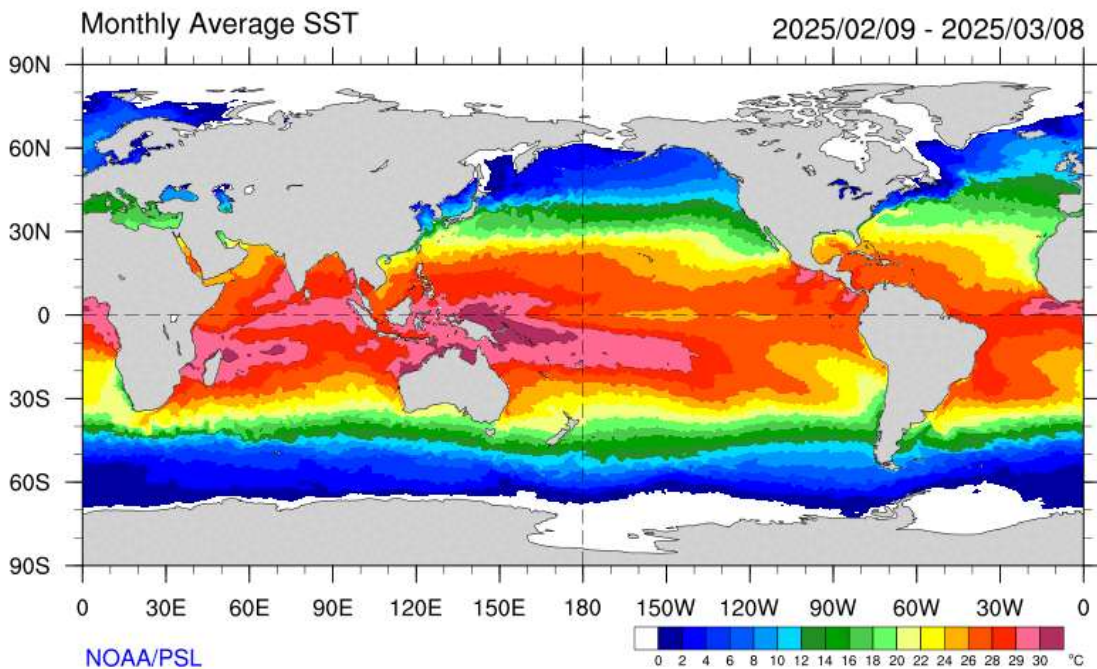 Monthly Average SST 2025/02/09 - 2025/03/08
90N
60N
30N
0
30S
60S
90S
0 30E 60E 90E 120E 150E 180 150W 120W 90W 60W 30W 0
0 2 4 6 8 10 12 14 16 18 20 22 24 26 28 29 30 °C
NOAA/PSL